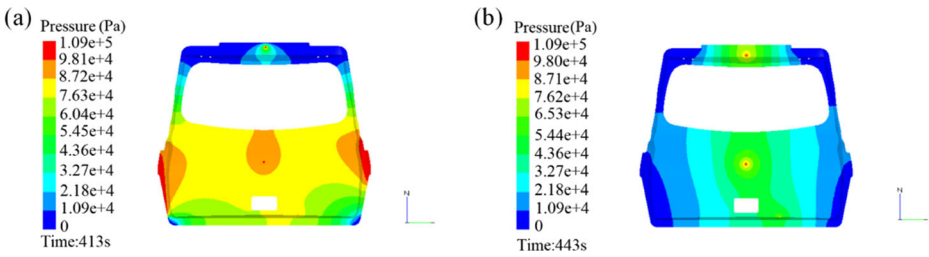 (a)
Pressure (Pa)
1.09e+5
9.81e+4
8.72e+4
7.63e+4
6.04e+4
5.45e+4
4.36e+4
3.27e+4
2.18e+4
1.09e+4
0
Time:413s
N
(b)
Pressure(Pa)
1.09e+5
9.80e+4
8.71e+4
7.62e+4
6.53e+4
5.44e+4
4.36e+4
3.27e+4
2.18e+4
1.09e+4
0
Time:443s
N